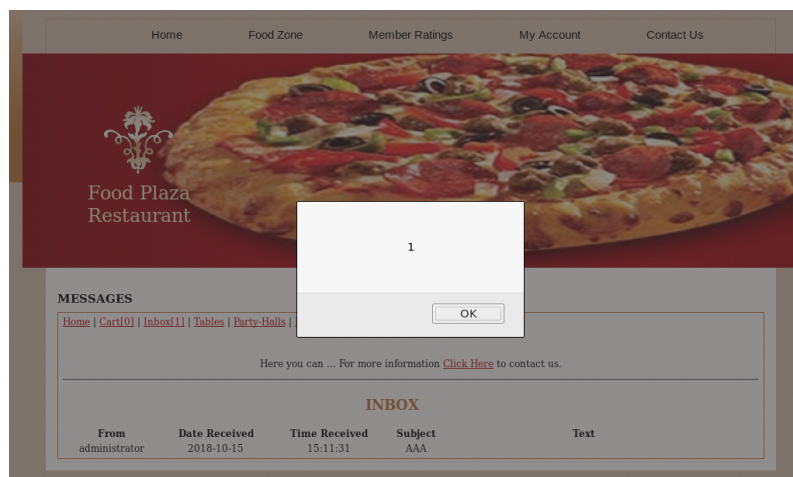 Home Food Zone Member Ratings My Account Contact Us
Food Plaza
Restaurant
1
OK
MESSAGES
Home | Cart[0] | Inbox[1] | Tables | Party-Halls |
Here you can ... For more information Click Here to contact us.
INBOX
From Date Received Time Received Subject Text
administrator 2018-10-15 15:11:31 AAA